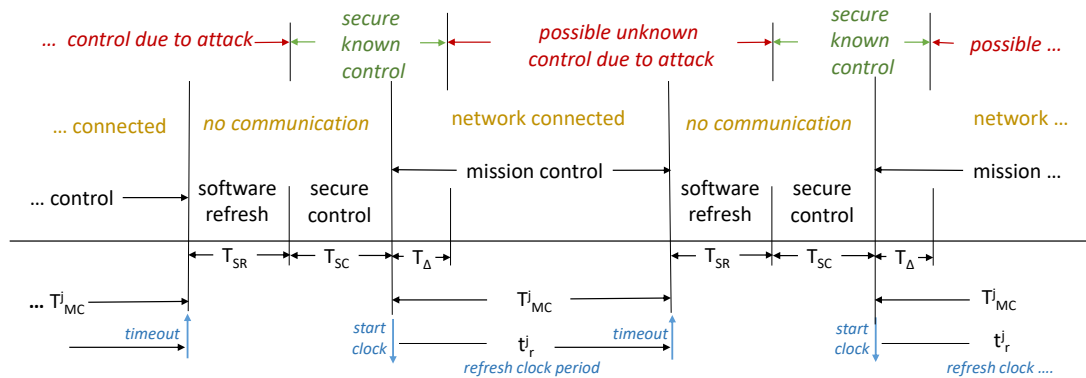 ... control due to attack
secure
known
control
possible unknown
control due to attack
secure
known
control
possible ...
... connected
no communication
network connected
no communication
network ...
... control
software
refresh
secure
control
mission control
software
refresh
secure
control
mission ...
T_SR
T_SC
T_Δ
T_SR
T_SC
T_Δ
... T^j_MC
T^j_MC
T^j_MC
timeout
start
clock
t^j_r
refresh clock period
timeout
start
clock
t^j_r
refresh clock ....